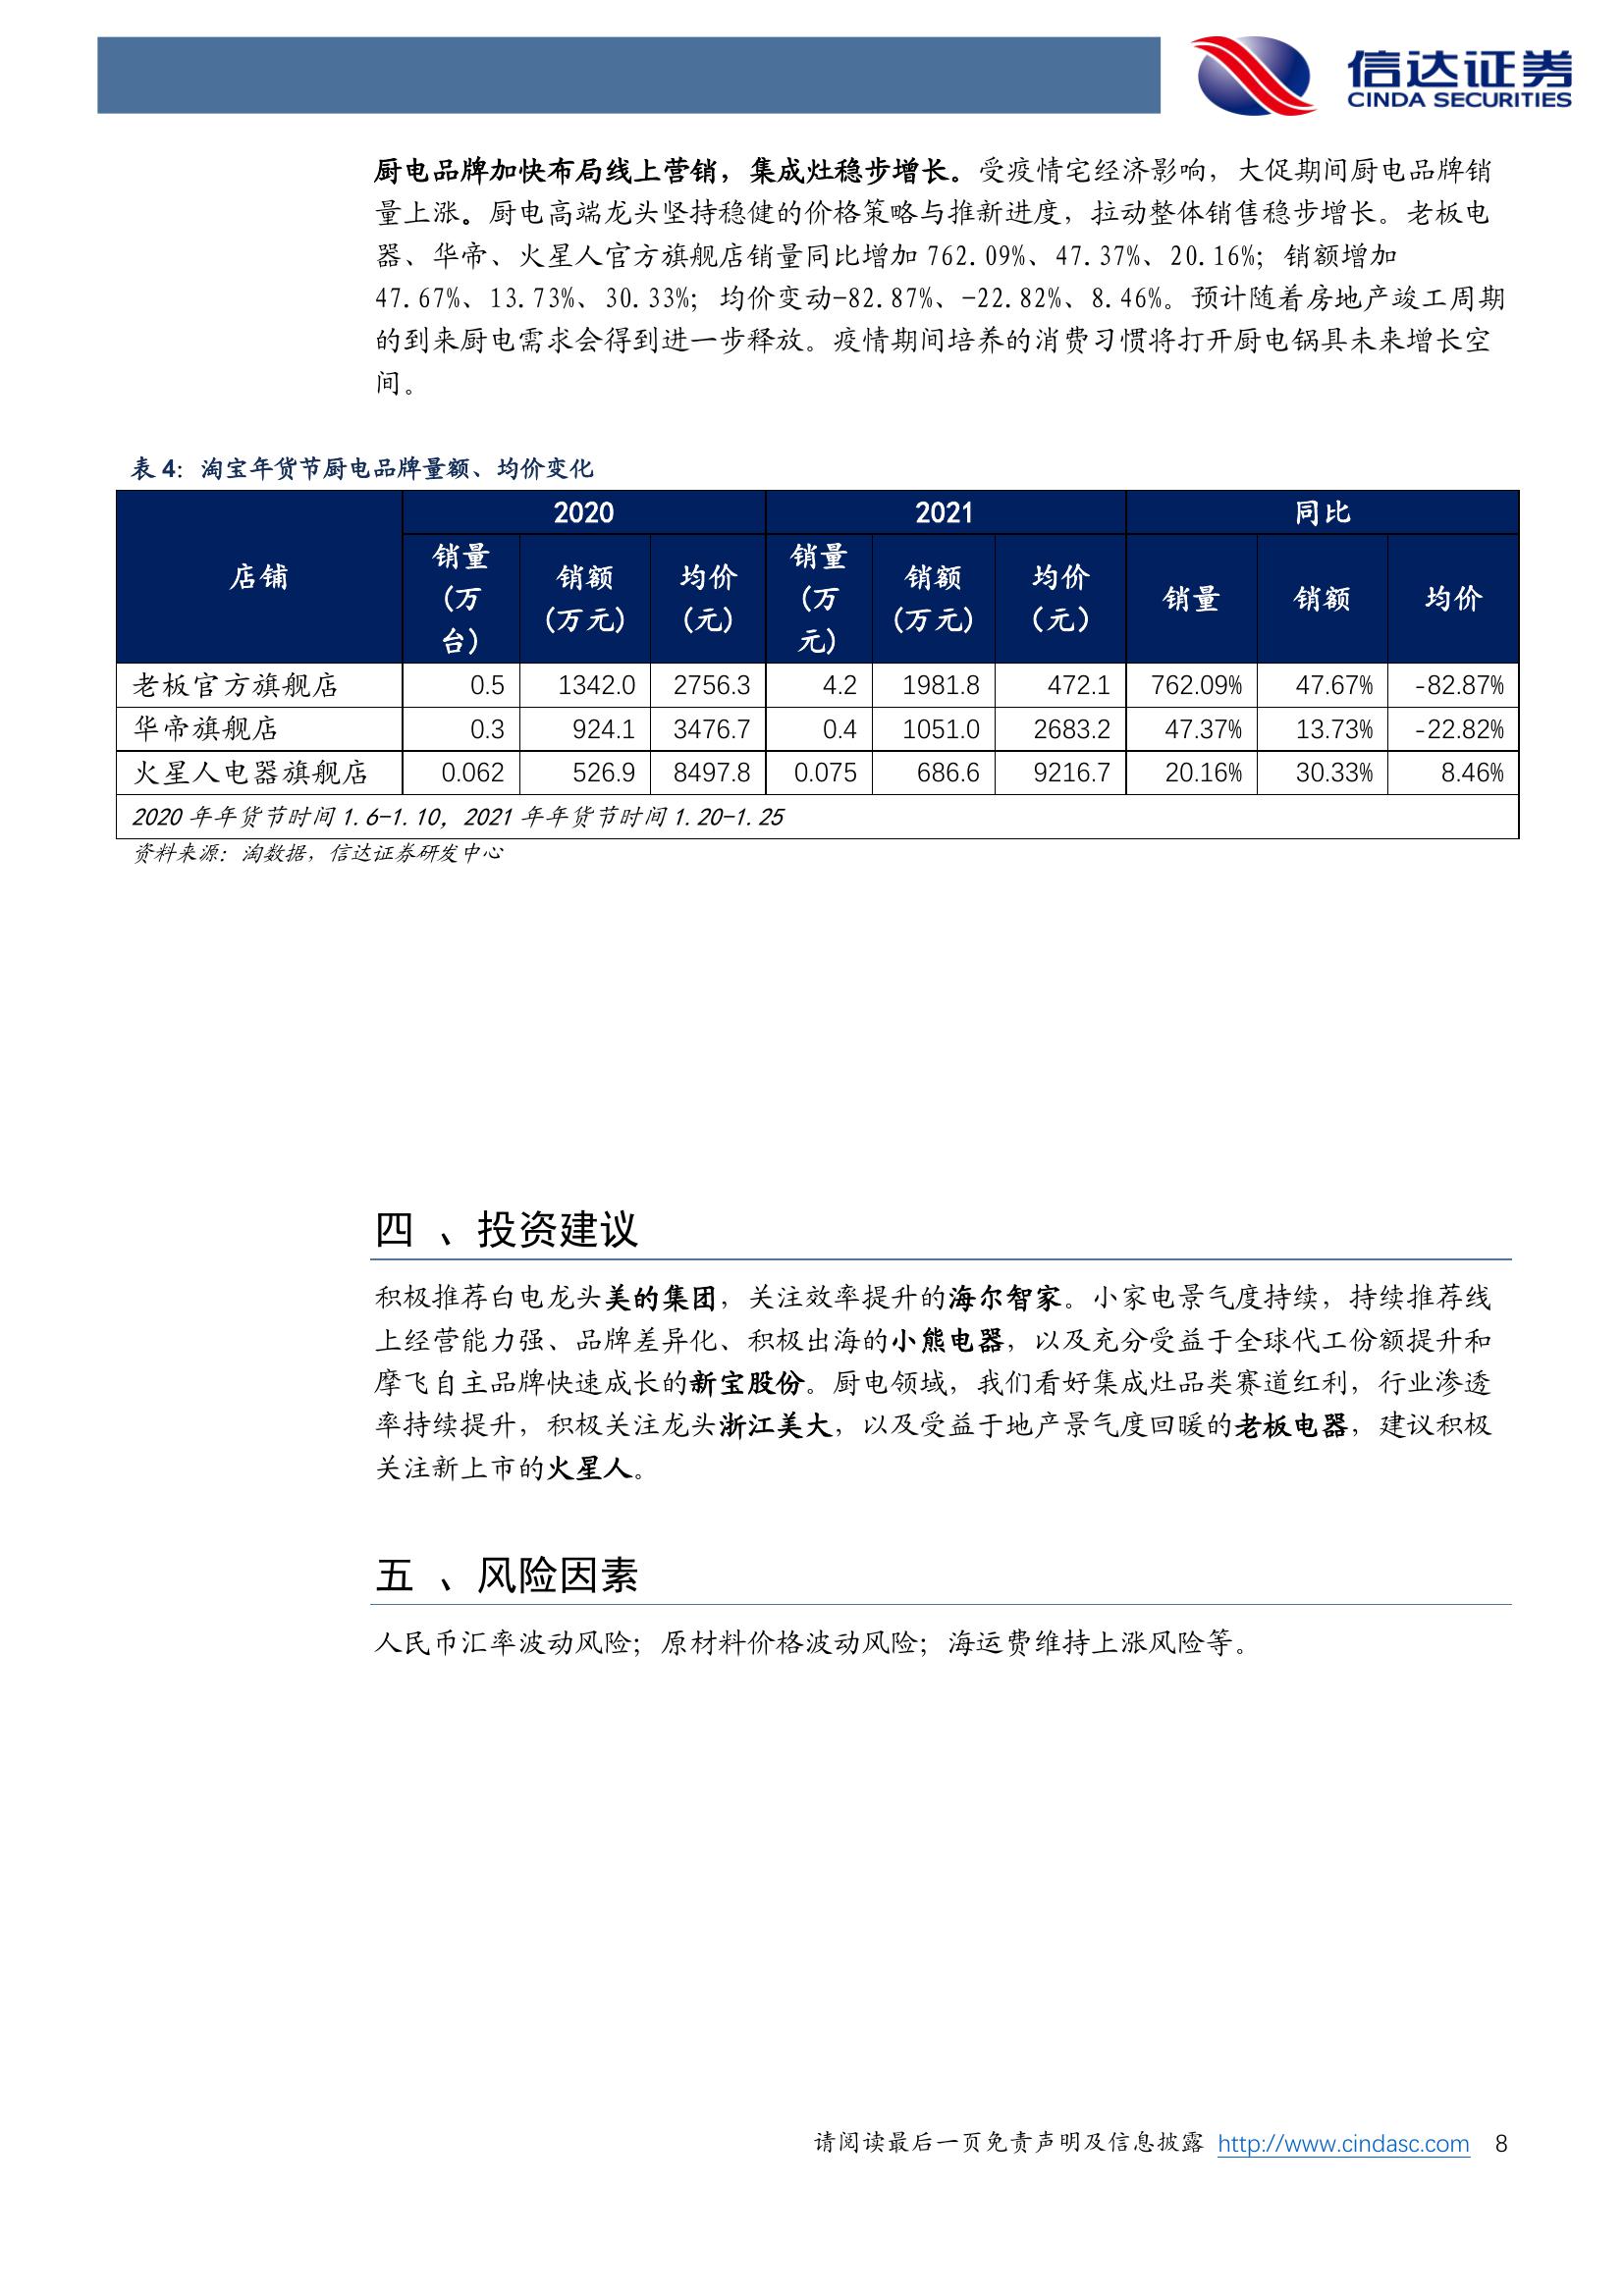 信达证券
CINDA SECURITIES
厨电品牌加快布局线上营销，集成灶稳步增长。受疫情宅经济影响，大促期间厨电品牌销
量上涨。厨电高端龙头坚持稳健的价格策略与推新进度，拉动整体销售稳步增长。老板电
器、华帝、火星人官方旗舰店销量同比增加 762.09%、47.37%、20.16%；销额增加
47.67%、13.73%、30.33%；均价变动-82.87%、-22.82%、8.46%。预计随着房地产竣工周期
的到来厨电需求会得到进一步释放。疫情期间培养的消费习惯将打开厨电锅具未来增长空
间。
表 4：淘宝年货节厨电品牌量额、均价变化
店铺 2020 2021 同比
销量（万台） 销额（万元） 均价（元） 销量（万元） 销额（万元） 均价（元） 销量 销额 均价
老板官方旗舰店 0.5 1342.0 2756.3 4.2 1981.8 472.1 762.09% 47.67% -82.87%
华帝旗舰店 0.3 924.1 3476.7 0.4 1051.0 2683.2 47.37% 13.73% -22.82%
火星人电器旗舰店 0.062 526.9 8497.8 0.075 686.6 9216.7 20.16% 30.33% 8.46%
2020 年年货节时间 1.6-1.10，2021 年年货节时间 1.20-1.25
资料来源：淘数据，信达证券研发中心
四 、投资建议
积极推荐白电龙头美的集团，关注效率提升的海尔智家。小家电景气度持续，持续推荐线
上经营能力强、品牌差异化、积极出海的小熊电器，以及充分受益于全球代工份额提升和
摩飞自主品牌快速成长的新宝股份。厨电领域，我们看好集成灶品类赛道红利，行业渗透
率持续提升，积极关注龙头浙江美大，以及受益于地产景气度回暖的老板电器，建议积极
关注新上市的火星人。
五 、风险因素
人民币汇率波动风险；原材料价格波动风险；海运费维持上涨风险等。
请阅读最后一页免责声明及信息披露 http://www.cindasc.com 8